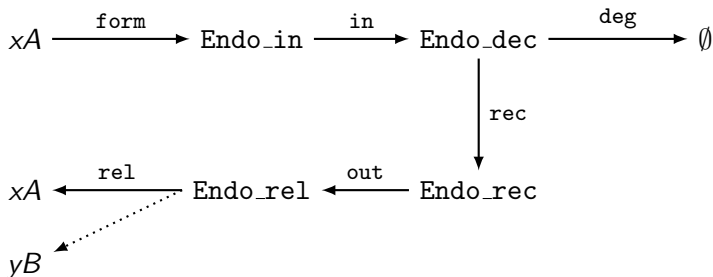 form in deg
xA Endo_in Endo_dec ∅
rec
rel out
xA Endo_rel Endo_rec
yB